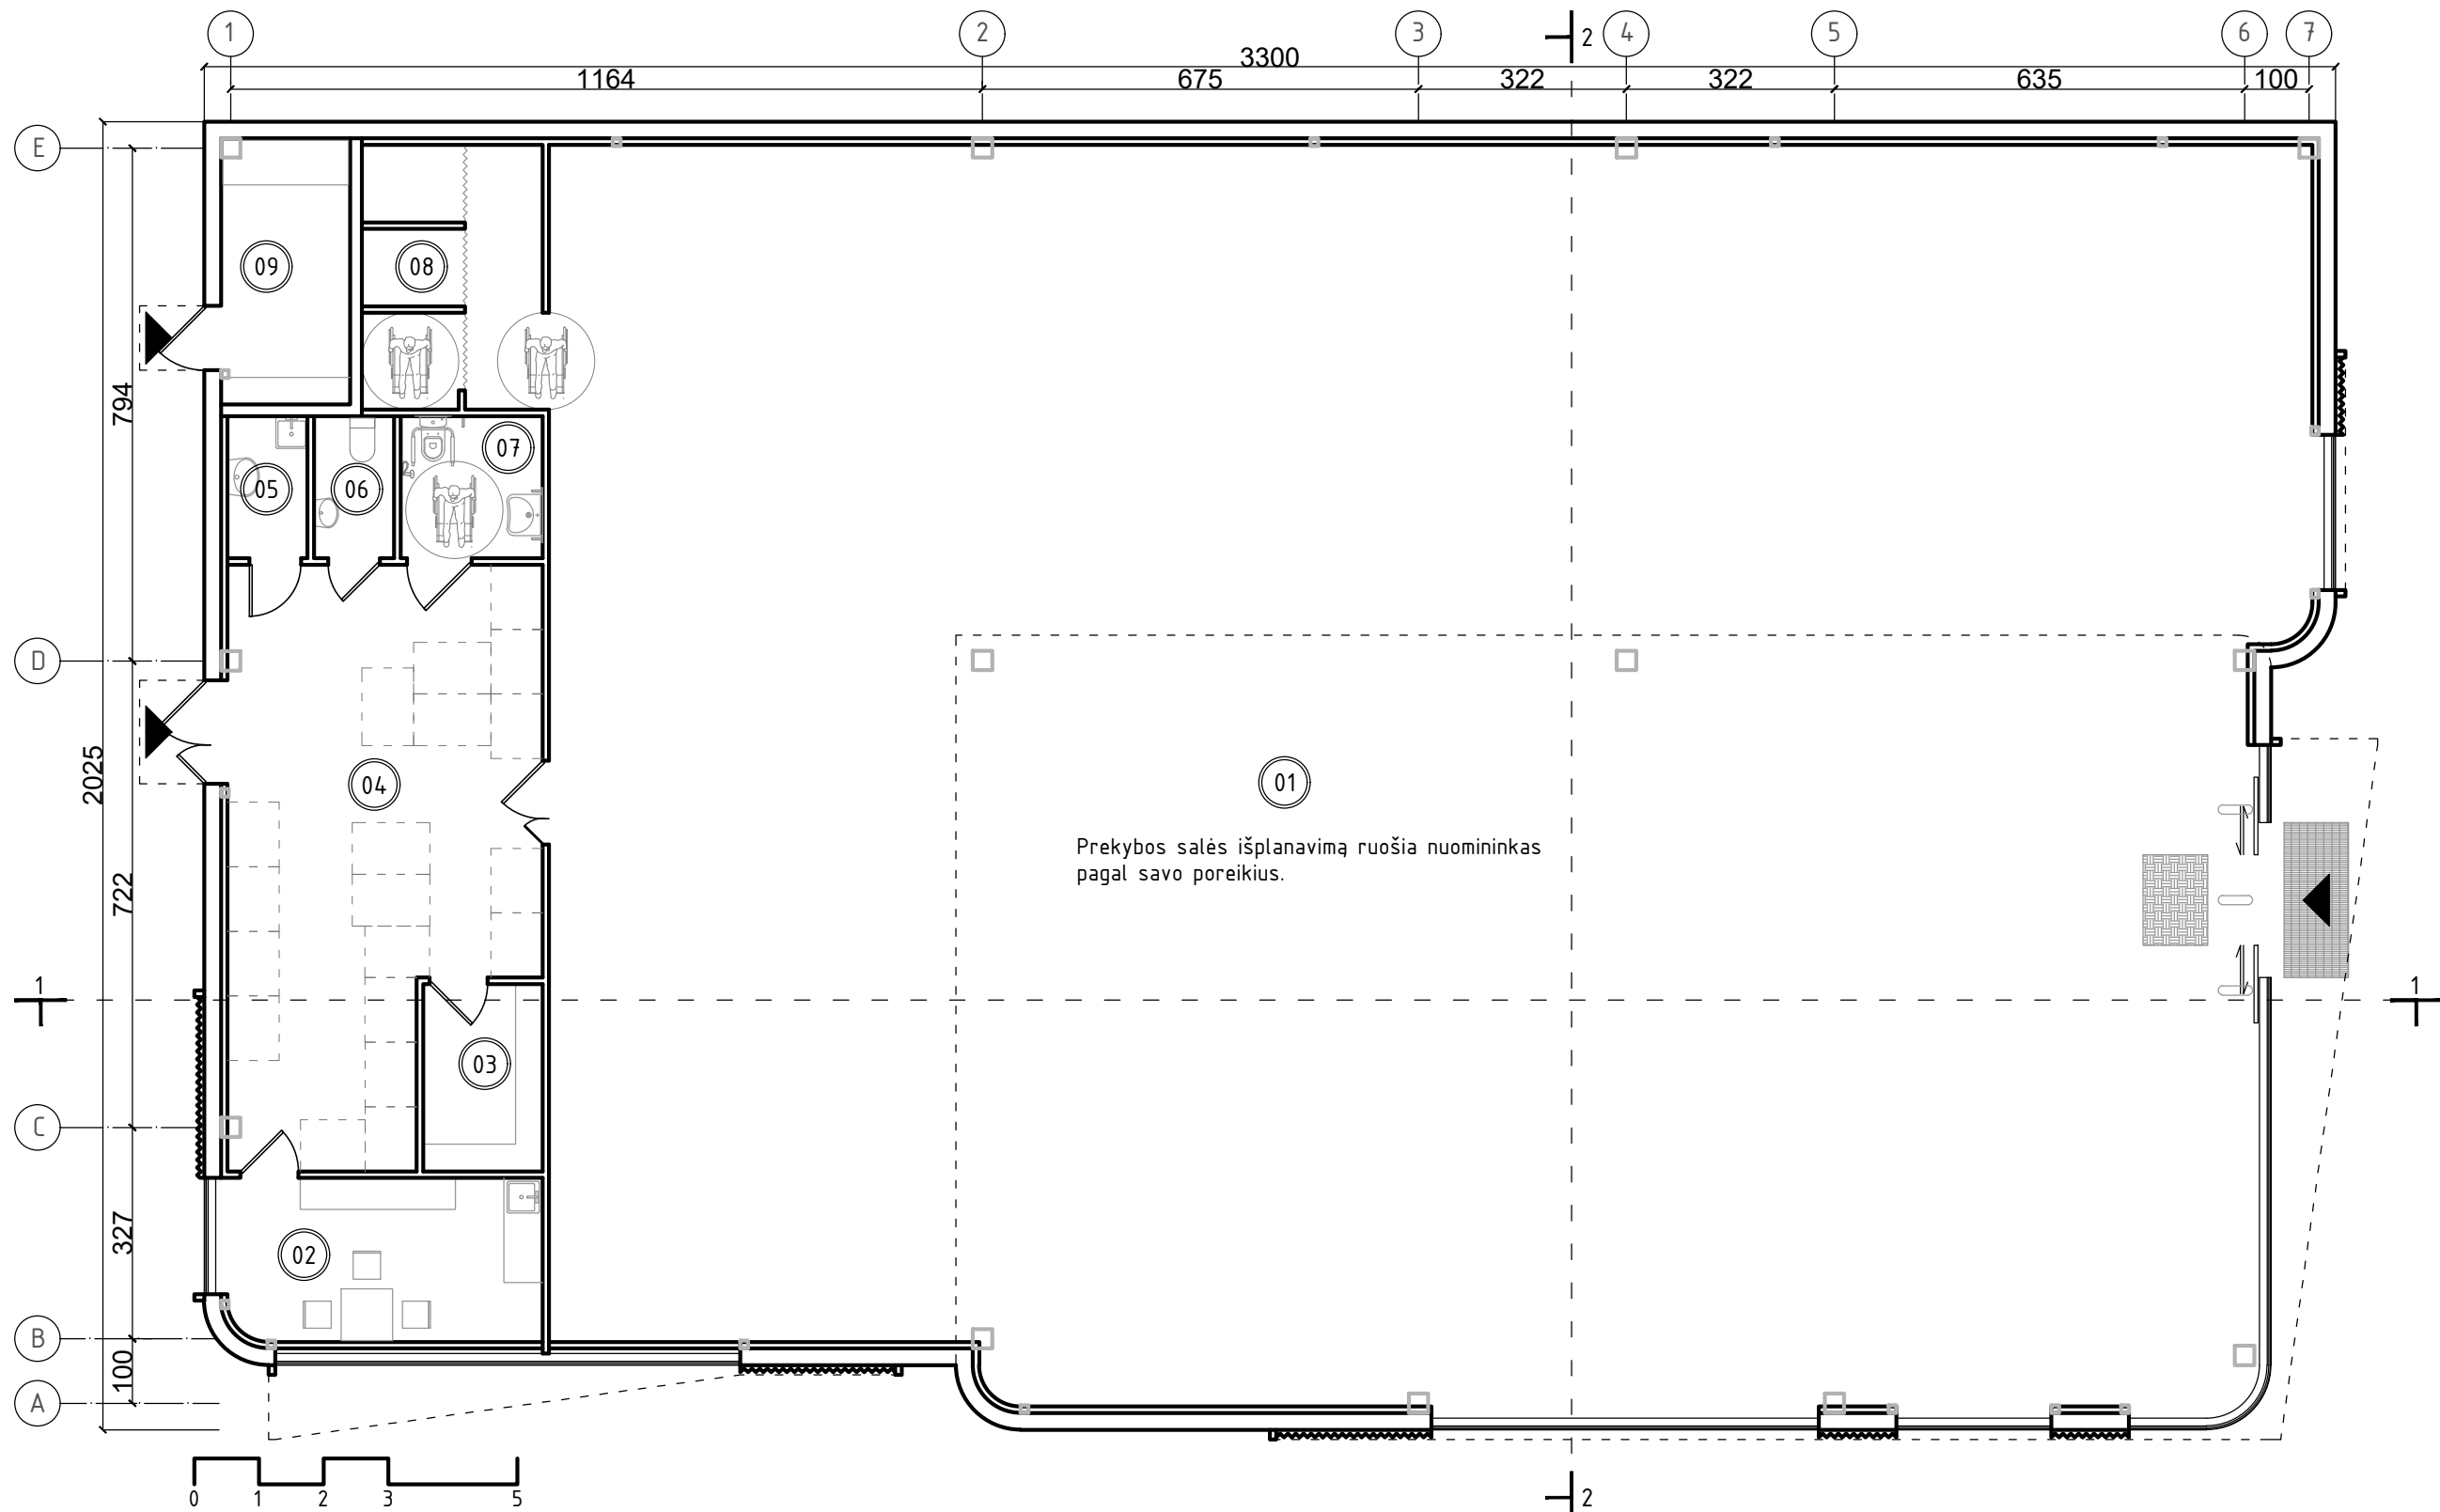 1 2 3 2 4 5 6 7
3300
1164 675 322 322 635 100
E
09 08
794
07
05 06
D
2025
04 01
Prekybos salės išplanavimą ruošia nuomininkas
pagal savo poreikius.
722
1 1
03
C
327
02
B
100
A
0 1 2 3 5 2